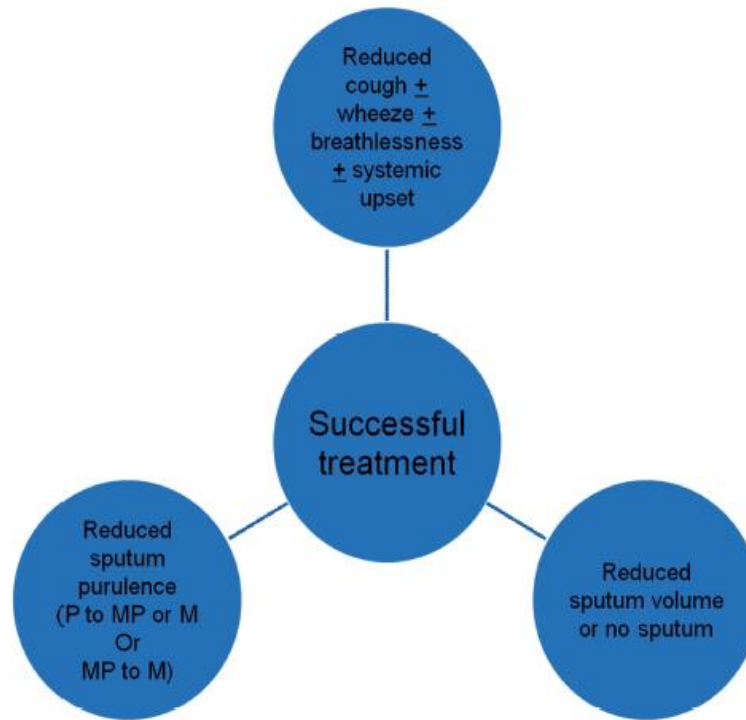 Reduced
cough ±
wheeze ±
breathlessness
± systemic
upset
Successful
treatment
Reduced
sputum
purulence
(P to MP or M
Or
MP to M)
Reduced
sputum volume
or no sputum